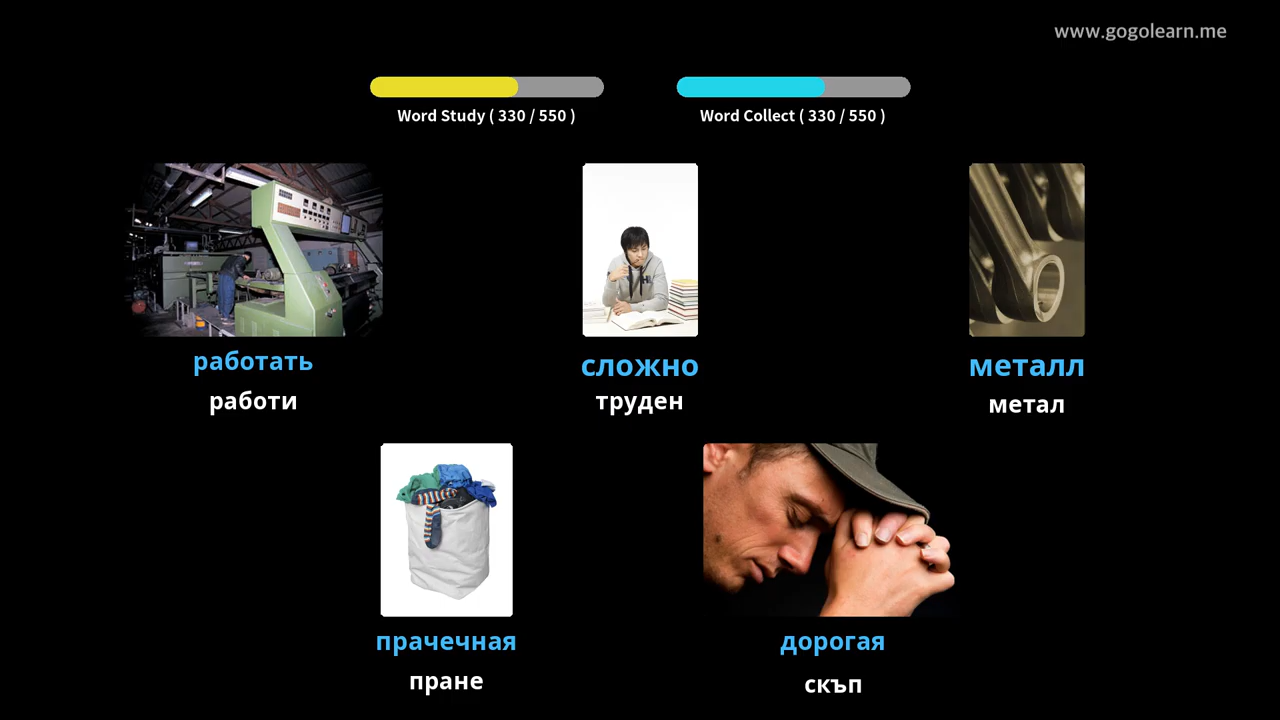 www.gogolearn.me
Word Study ( 330 / 550 )
Word Collect ( 330 / 550 )
работать
работи
сложно
труден
металл
метал
прачечная
пране
дорогая
скъп